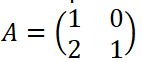 A = (1 0
2 1)